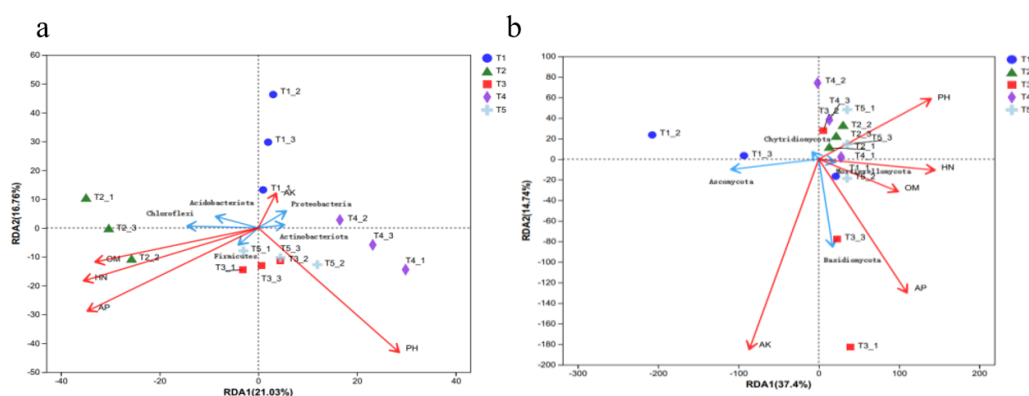 a
60
50
40
30
20
10
0
-10
-20
-30
-40
-50
-40
-20
0
20
40
RDA2(16.76%)
RDA1(21.03%)
T1
T2
T3
T4
T5
T1_2
T1_3
T1_1
AK
T2_1
Acidobacteriota
Proteobacteria
Chloroflexi
T4_2
T2_3
Actinobacteriota
T4_3
OM
T2_2
Firmicutes
T5_1
T5_3
T3_2
T5_2
T4_1
HN
T3_1
T3_3
AP
PH
b
100
80
60
40
20
0
-20
-40
-60
-80
-100
-120
-140
-160
-180
-200
-300
-200
-100
0
100
200
RDA2(14.74%)
RDA1(37.4%)
T1
T2
T3
T4
T5
T4_2
PH
T4_3
T3_2
T5_1
T1_2
T2_2
Chytridiomycota
T2_3
T5_3
T2_1
T1_3
T4_1
T1_1
HN
Ascomycota
T5_2
OM
T3_3
Basidiomycota
AP
AK
T3_1